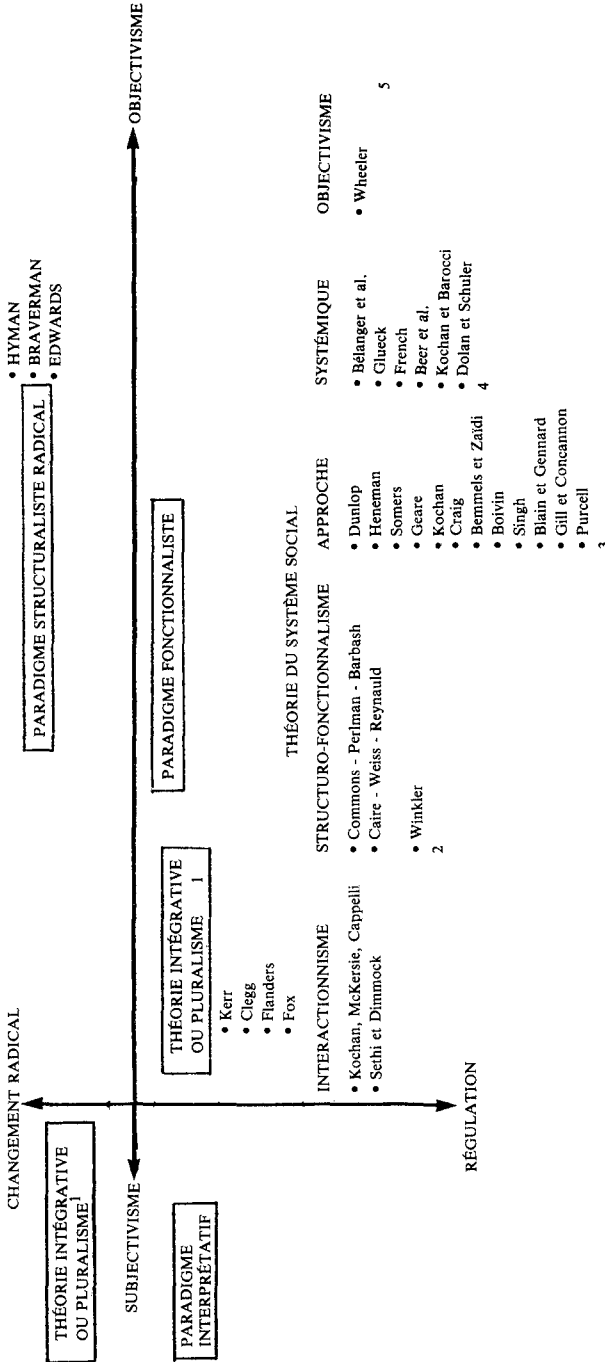 CHANGEMENT RADICAL
THÉORIE INTÉGRATIVE
OU PLURALISME¹
SUBJECTIVISME
PARADIGME
INTERPRÉTATIF
RÉGULATION
OBJECTIVISME
PARADIGME STRUCTURALISTE RADICAL
• HYMAN
• BRAVERMAN
• EDWARDS
PARADIGME FONCTIONNALISTE
THÉORIE INTÉGRATIVE
OU PLURALISME 1
• Kerr
• Clegg
• Flanders
• Fox
THÉORIE DU SYSTÈME SOCIAL
INTERACTIONNISME
• Kochan, McKersie, Cappelli
• Sethi et Dimmock
STRUCTURO-FONCTIONNALISME
• Commons - Perlman - Barbash
• Caire - Weiss - Reynauld
• Winkler
2
APPROCHE
• Dunlop
• Heneman
• Somers
• Geare
• Kochan
• Craig
• Bemmels et Zaïdi
• Boivin
• Singh
• Blain et Gennard
• Gill et Concannon
• Purcell
3
SYSTÉMIQUE
• Bélanger et al.
• Glueck
• French
• Beer et al.
• Kochan et Barocci
• Dolan et Schuler
4
OBJECTIVISME
• Wheeler
5